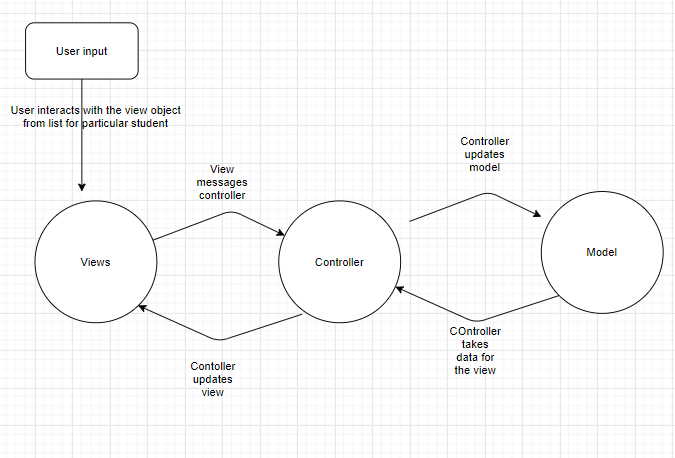 User input
User interacts with the view object
from list for particular student
View
messages
controller
Controller
updates
model
Views
Controller
Model
Contoller
updates
view
COntroller
takes
data for
the view